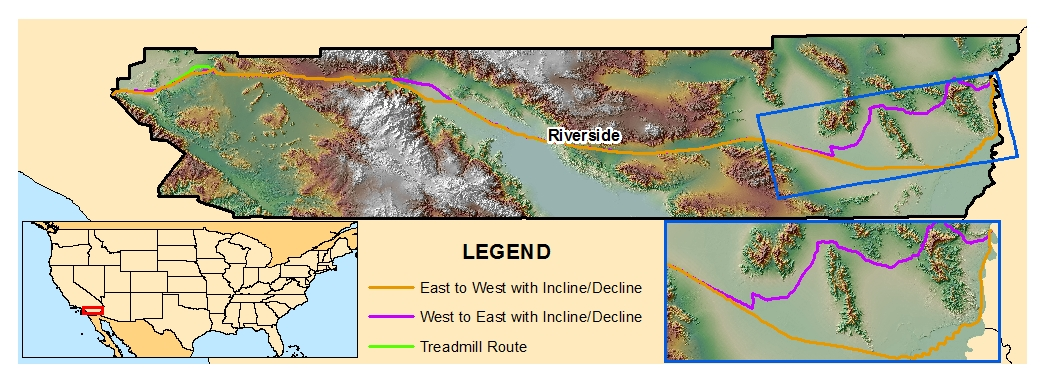 Riverside
LEGEND
East to West with Incline/Decline
West to East with Incline/Decline
Treadmill Route